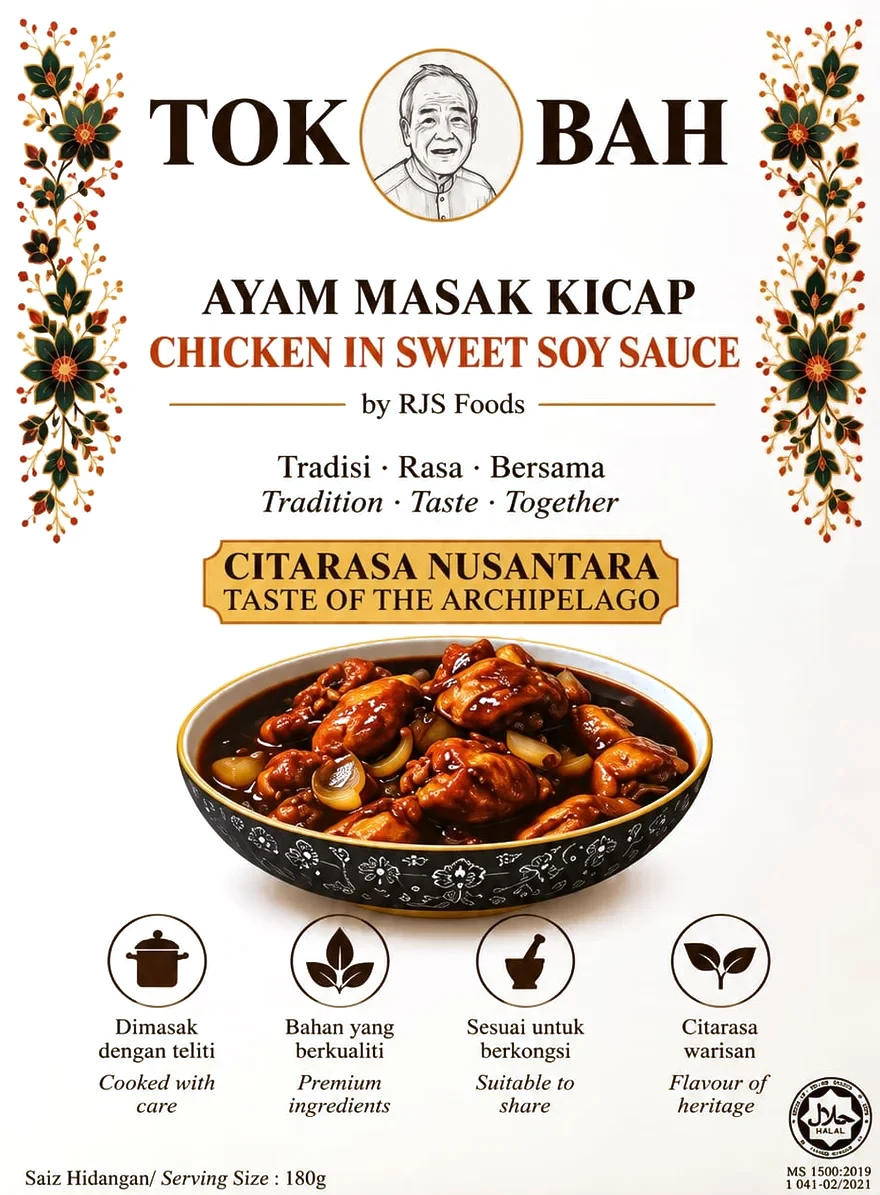 TOK BAH
AYAM MASAK KICAP
CHICKEN IN SWEET SOY SAUCE
by RJS Foods
Tradisi · Rasa · Bersama
Tradition · Taste · Together
CITARASA NUSANTARA
TASTE OF THE ARCHIPELAGO
Dimasak
dengan teliti
Cooked with
care
Bahan yang
berkualiti
Premium
ingredients
Sesuai untuk
berkongsi
Suitable to
share
Citarasa
warisan
Flavour of
heritage
حلال
HALAL
MS 1500:2019
1 041-02/2021
Saiz Hidangan/ Serving Size : 180g